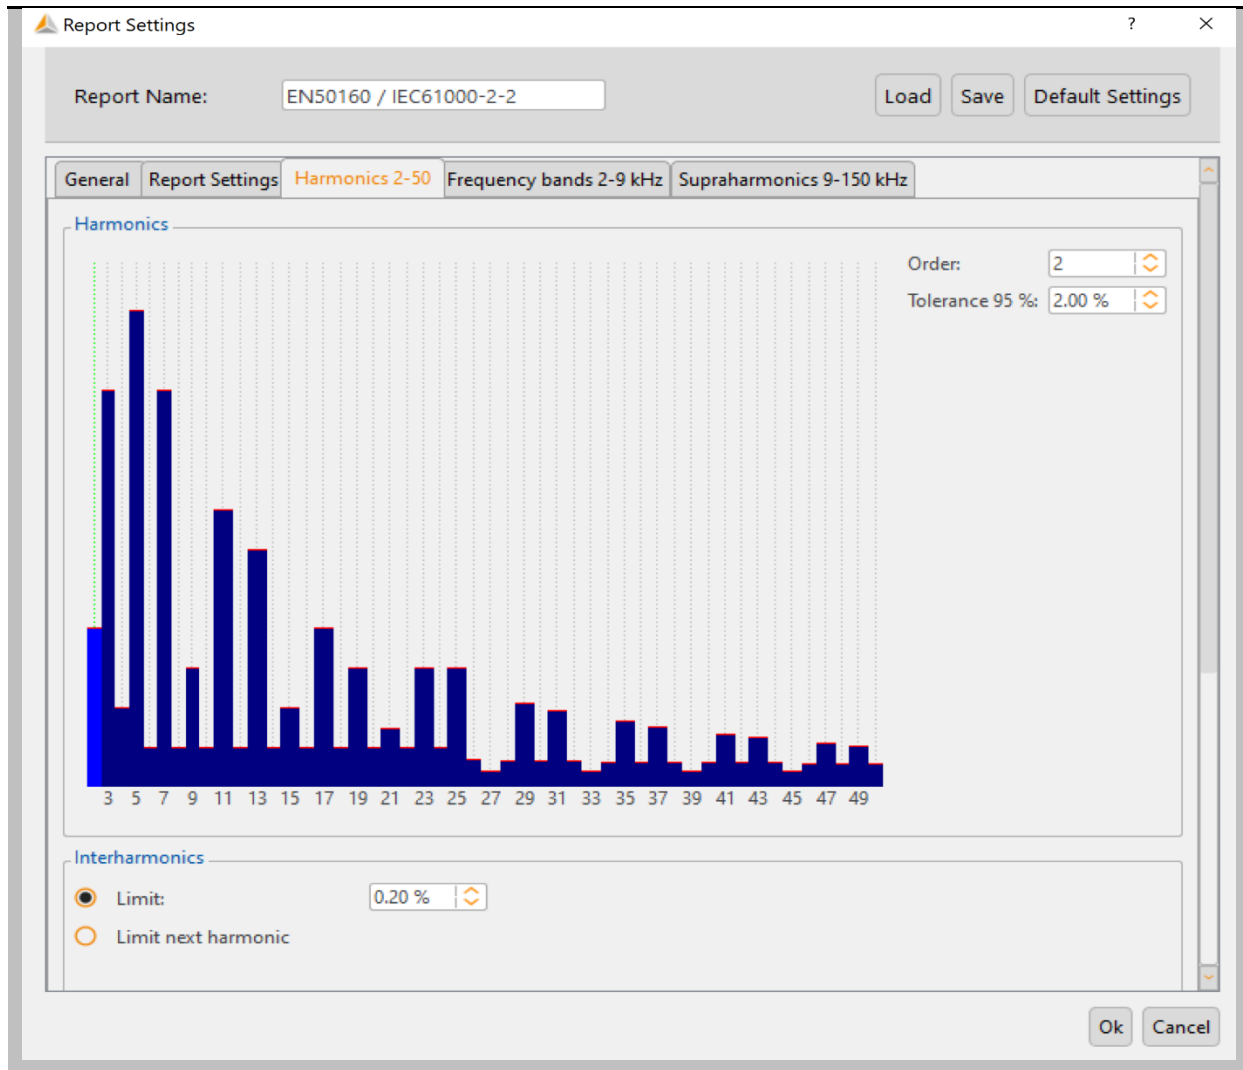 Report Settings ? ×
Report Name: EN50160 / IEC61000-2-2 Load Save Default Settings
General Report Settings Harmonics 2-50 Frequency bands 2-9 kHz Supraharmonics 9-150 kHz
Harmonics
Order: 2
Tolerance 95 %: 2.00 %
3 5 7 9 11 13 15 17 19 21 23 25 27 29 31 33 35 37 39 41 43 45 47 49
Interharmonics
Limit: 0.20 %
Limit next harmonic
Ok Cancel